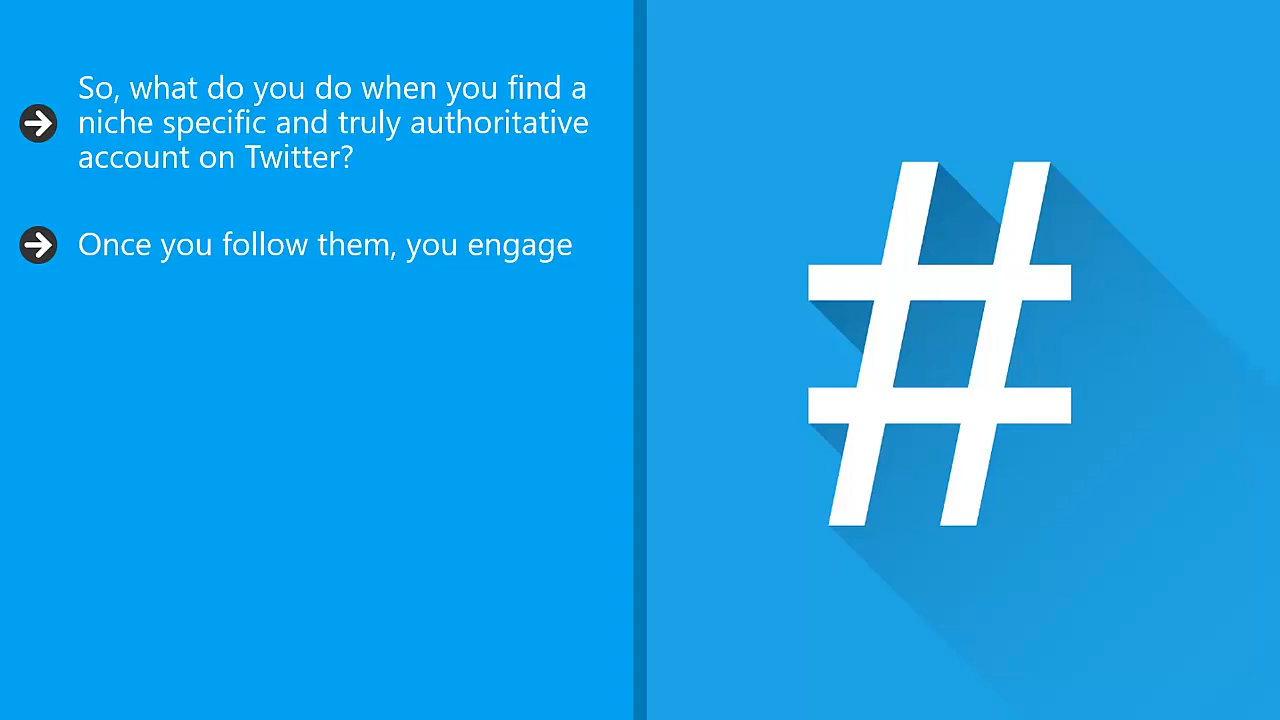 So, what do you do when you find a
niche specific and truly authoritative
account on Twitter?
Once you follow them, you engage
#